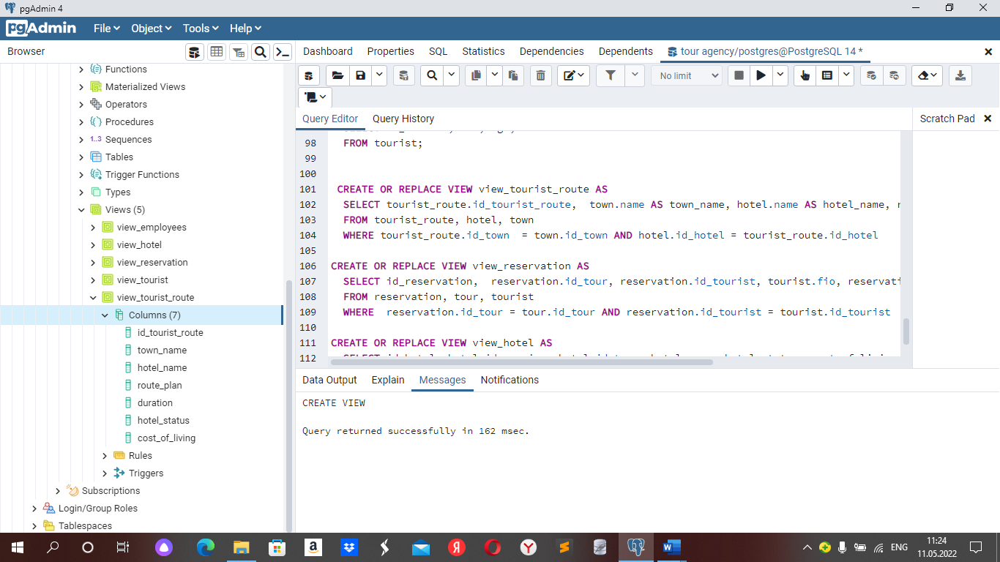 pgAdmin 4
pgAdmin File Object Tools Help
Browser
Dashboard Properties SQL Statistics Dependencies Dependents tour agency/postgres@PostgreSQL 14 *
No limit
Query Editor Query History
Scratch Pad
Functions
Materialized Views
Operators
Procedures
1..3 Sequences
Tables
Trigger Functions
Types
Views (5)
view_employees
view_hotel
view_reservation
view_tourist
view_tourist_route
Columns (7)
id_tourist_route
town_name
hotel_name
route_plan
duration
hotel_status
cost_of_living
Rules
Triggers
Subscriptions
Login/Group Roles
Tablespaces
98 FROM tourist;
99
100
101 CREATE OR REPLACE VIEW view_tourist_route AS
102 SELECT tourist_route.id_tourist_route, town.name AS town_name, hotel.name AS hotel_name,
103 FROM tourist_route, hotel, town
104 WHERE tourist_route.id_town = town.id_town AND hotel.id_hotel = tourist_route.id_hotel
105
106 CREATE OR REPLACE VIEW view_reservation AS
107 SELECT id_reservation, reservation.id_tour, reservation.id_tourist, tourist.fio, reservati
108 FROM reservation, tour, tourist
109 WHERE reservation.id_tour = tour.id_tour AND reservation.id_tourist = tourist.id_tourist
110
111 CREATE OR REPLACE VIEW view_hotel AS
112
Data Output Explain Messages Notifications
CREATE VIEW
Query returned successfully in 162 msec.
ENG
11:24
11.05.2022